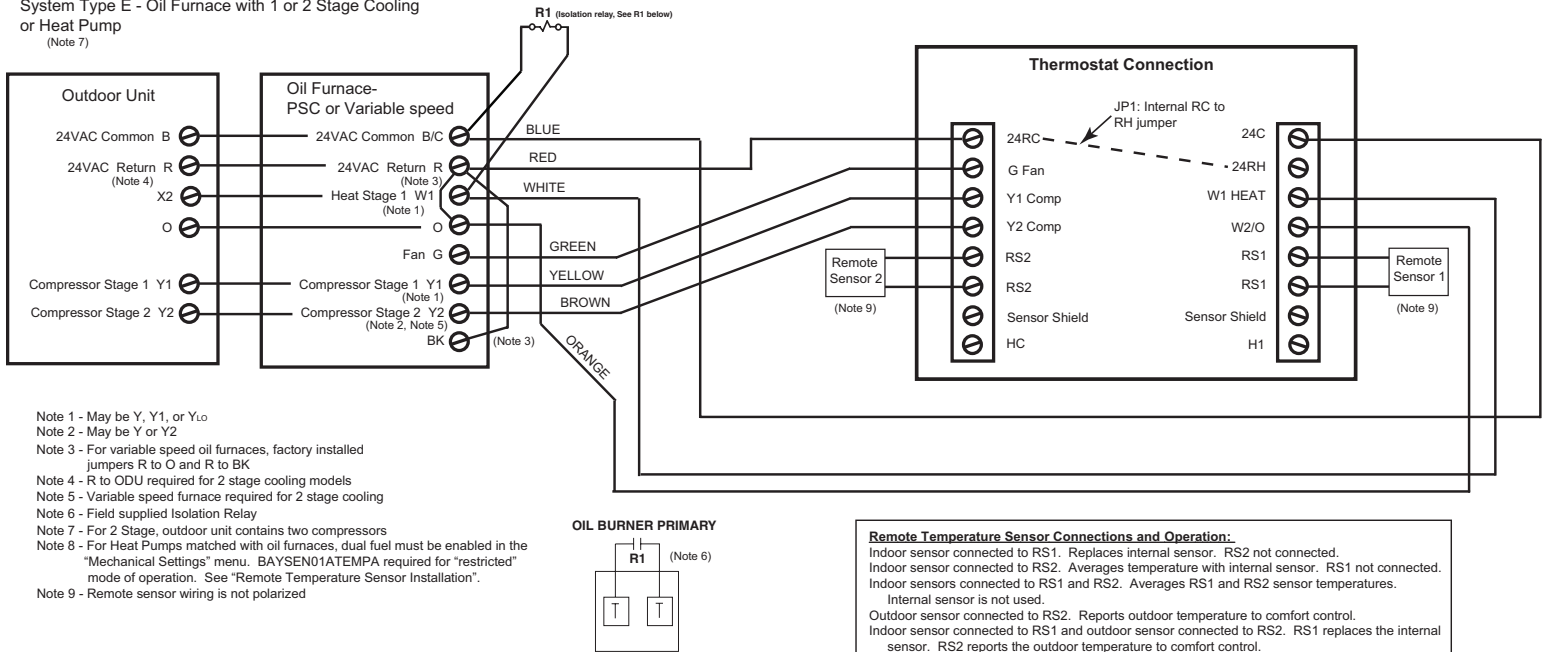 System Type E - Oil Furnace with 1 or 2 Stage Cooling
or Heat Pump
(Note 7)
R1 (Isolation relay, See R1 below)
Outdoor Unit
24VAC Common B
24VAC Return R
(Note 4)
X2
O
Compressor Stage 1 Y1
Compressor Stage 2 Y2
Oil Furnace-
PSC or Variable speed
24VAC Common B/C
24VAC Return R
(Note 3)
Heat Stage 1 W1
(Note 1)
O
Fan G
Compressor Stage 1 Y1
(Note 1)
Compressor Stage 2 Y2
(Note 2, Note 5)
BK
(Note 3)
BLUE
RED
WHITE
GREEN
YELLOW
BROWN
ORANGE
Thermostat Connection
JP1: Internal RC to
RH jumper
24RC
G Fan
Y1 Comp
Y2 Comp
RS2
RS2
Sensor Shield
HC
24C
24RH
W1 HEAT
W2/O
RS1
RS1
Sensor Shield
H1
Remote
Sensor 2
(Note 9)
Remote
Sensor 1
(Note 9)
Note 1 - May be Y, Y1, or YLO
Note 2 - May be Y or Y2
Note 3 - For variable speed oil furnaces, factory installed
jumpers R to O and R to BK
Note 4 - R to ODU required for 2 stage cooling models
Note 5 - Variable speed furnace required for 2 stage cooling
Note 6 - Field supplied Isolation Relay
Note 7 - For 2 Stage, outdoor unit contains two compressors
Note 8 - For Heat Pumps matched with oil furnaces, dual fuel must be enabled in the
“Mechanical Settings” menu. BAYSEN01ATEMPA required for “restricted”
mode of operation. See “Remote Temperature Sensor Installation”.
Note 9 - Remote sensor wiring is not polarized
OIL BURNER PRIMARY
R1
(Note 6)
T T
Remote Temperature Sensor Connections and Operation:
Indoor sensor connected to RS1. Replaces internal sensor. RS2 not connected.
Indoor sensor connected to RS2. Averages temperature with internal sensor. RS1 not connected.
Indoor sensors connected to RS1 and RS2. Averages RS1 and RS2 sensor temperatures.
Internal sensor is not used.
Outdoor sensor connected to RS2. Reports outdoor temperature to comfort control.
Indoor sensor connected to RS1 and outdoor sensor connected to RS2. RS1 replaces the internal
sensor. RS2 reports the outdoor temperature to comfort control.